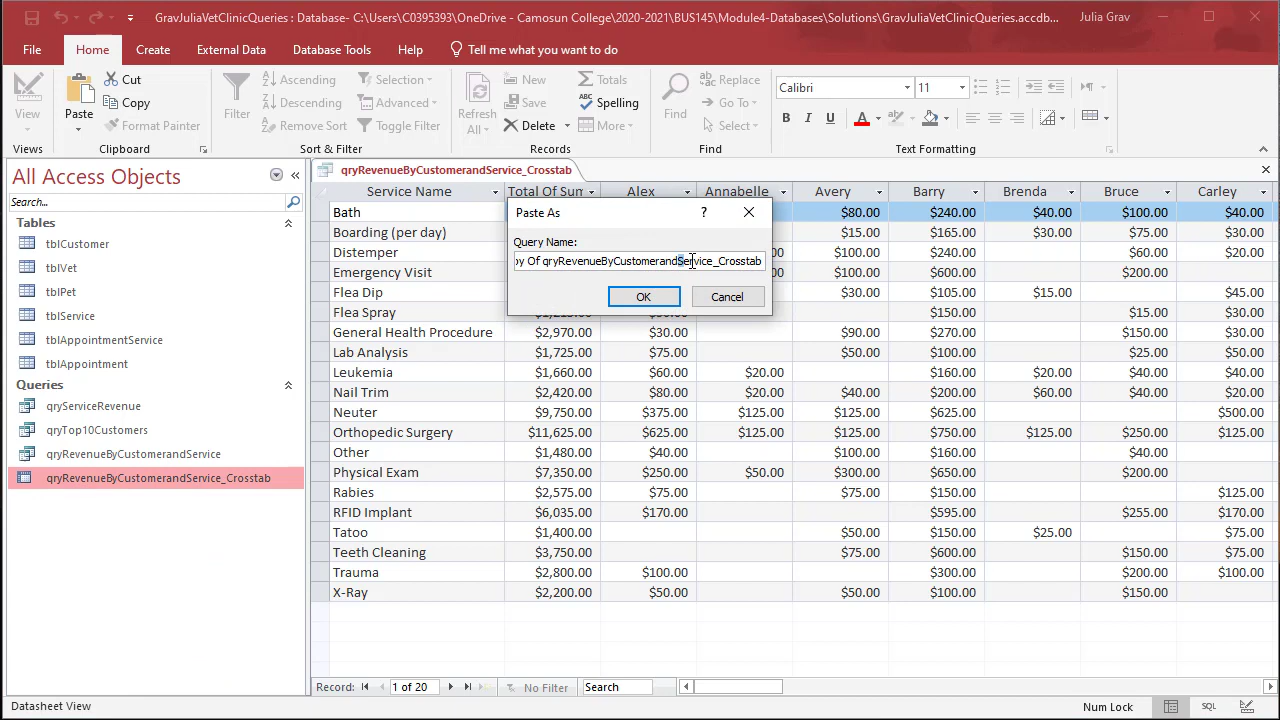 GravJuliaVetClinicQueries : Database- C:\Users\C0395393\OneDrive - Camosun College\2020-2021\BUS145\Module4-Databases\Solutions\GravJuliaVetClinicQueries.accdb... Julia Grav
File Home Create External Data Database Tools Help Tell me what you want to do
View Paste Cut Copy Format Painter Filter Ascending Descending Remove Sort Selection Advanced Toggle Filter Refresh All New Save Delete Totals Spelling More Find Replace Go To Select Calibri 11 B I U A
Views Clipboard Sort & Filter Records Find Text Formatting
All Access Objects
Search...
Tables
tblCustomer
tblVet
tblPet
tblService
tblAppointmentService
tblAppointment
Queries
qryServiceRevenue
qryTop10Customers
qryRevenueByCustomerandService
qryRevenueByCustomerandService_Crosstab
qryRevenueByCustomerandService_Crosstab
Service Name Total Of Sum Alex Annabelle Avery Barry Brenda Bruce Carley
Bath $80.00 $240.00 $40.00 $100.00 $40.00
Boarding (per day) $15.00 $165.00 $30.00 $75.00 $30.00
Distemper $100.00 $300.00 $60.00 $20.00
Emergency Visit $100.00 $600.00 $200.00
Flea Dip $30.00 $105.00 $15.00 $45.00
Flea Spray $150.00 $15.00 $30.00
General Health Procedure $2,970.00 $30.00 $90.00 $270.00 $150.00 $30.00
Lab Analysis $1,725.00 $75.00 $50.00 $100.00 $25.00 $50.00
Leukemia $1,660.00 $60.00 $20.00 $160.00 $20.00 $40.00 $40.00
Nail Trim $2,420.00 $80.00 $20.00 $40.00 $200.00 $60.00 $40.00 $20.00
Neuter $9,750.00 $375.00 $125.00 $125.00 $625.00 $500.00
Orthopedic Surgery $11,625.00 $625.00 $125.00 $125.00 $750.00 $125.00 $250.00 $125.00
Other $1,480.00 $40.00 $100.00 $160.00 $40.00
Physical Exam $7,350.00 $250.00 $50.00 $300.00 $650.00 $200.00
Rabies $2,575.00 $75.00 $75.00 $150.00 $125.00
RFID Implant $6,035.00 $170.00 $595.00 $255.00 $170.00
Tatoo $1,400.00 $50.00 $150.00 $25.00 $75.00
Teeth Cleaning $3,750.00 $75.00 $600.00 $150.00 $75.00
Trauma $2,800.00 $100.00 $300.00 $200.00 $100.00
X-Ray $2,200.00 $50.00 $50.00 $100.00 $150.00
Paste As
?
Query Name:
py Of qryRevenueByCustomerandService_Crosstab
OK Cancel
Record: 1 of 20 No Filter Search
Datasheet View Num Lock SQL